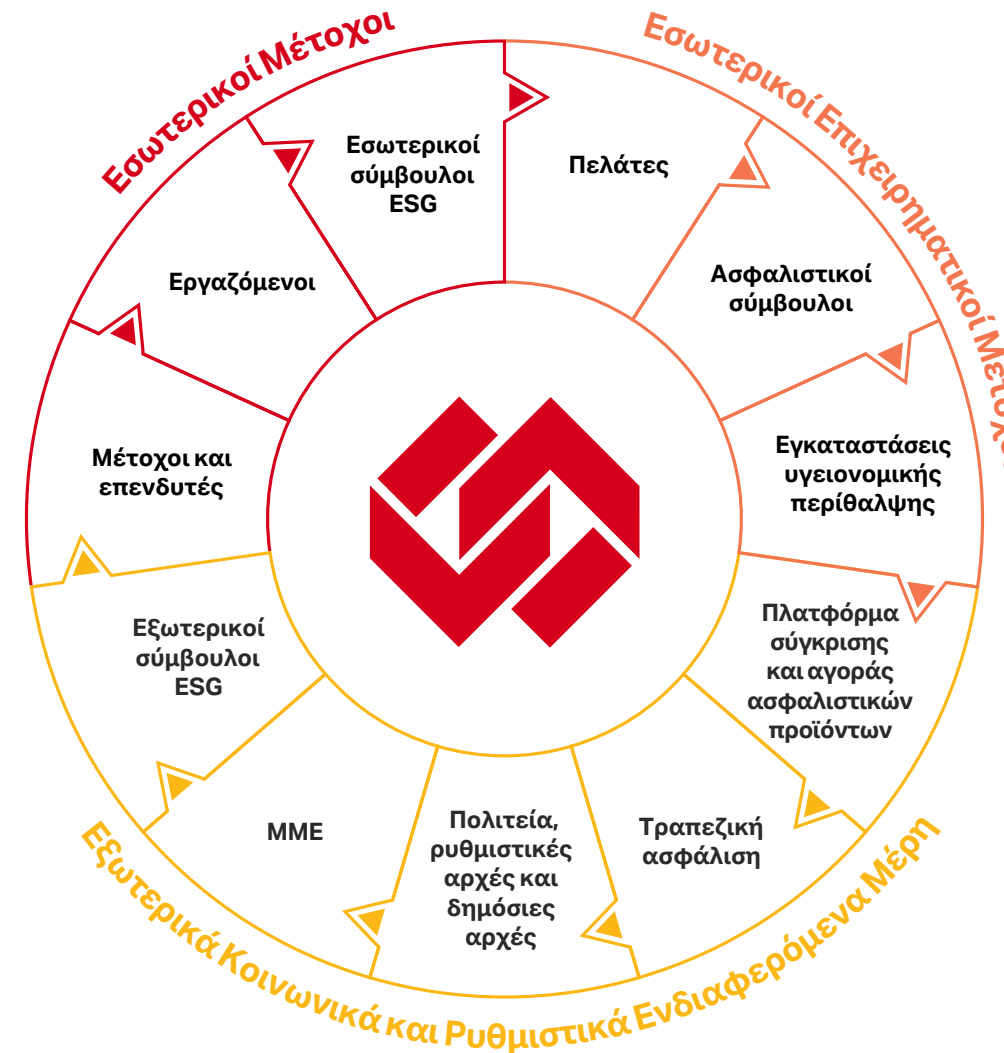 Εσωτερικοί Μέτοχοι
Εσωτερικοί Επιχειρηματικοί Μέτοχοι
Εσωτερικοί
σύμβουλοι
ESG
Πελάτες
Εργαζόμενοι
Ασφαλιστικοί
σύμβουλοι
Μέτοχοι και
επενδυτές
Εγκαταστάσεις
υγειονομικής
περίθαλψης
Εξωτερικοί
σύμβουλοι
ESG
Πλατφόρμα
σύγκρισης
και αγοράς
ασφαλιστικών
προϊόντων
ΜΜΕ
Πολιτεία,
ρυθμιστικές
αρχές και
δημόσιες
αρχές
Τραπεζική
ασφάλιση
Εξωτερικά Κοινωνικά και Ρυθμιστικά Ενδιαφερόμενα Μέρη